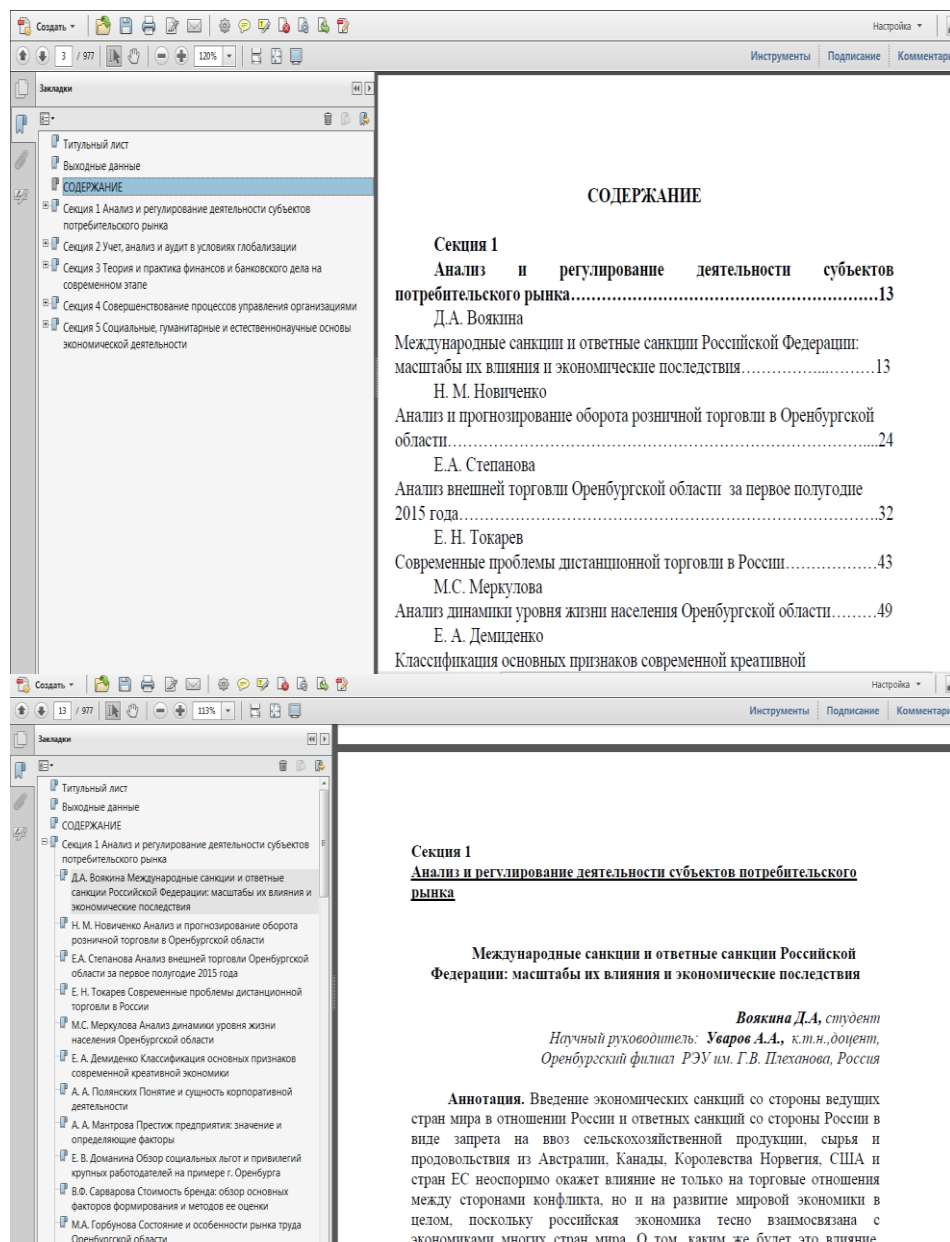 Создать
Настройка
3 / 977
120%
Инструменты
Подписание
Комментари
Закладки
Титульный лист
Выходные данные
СОДЕРЖАНИЕ
Секция 1 Анализ и регулирование деятельности субъектов
потребительского рынка
Секция 2 Учет, анализ и аудит в условиях глобализации
Секция 3 Теория и практика финансов и банковского дела на
современном этапе
Секция 4 Совершенствование процессов управления организациями
Секция 5 Социальные, гуманитарные и естественнонаучные основы
экономической деятельности
СОДЕРЖАНИЕ
Секция 1
Анализ и регулирование деятельности субъектов
потребительского рынка……………………………………………………13
Д.А. Воякина
Международные санкции и ответные санкции Российской Федерации:
масштабы их влияния и экономические последствия……………...………13
Н. М. Новиченко
Анализ и прогнозирование оборота розничной торговли в Оренбургской
области…………………………………………………………………....24
Е.А. Степанова
Анализ внешней торговли Оренбургской области за первое полугодие
2015 года…………………………………………………………………….32
Е. Н. Токарев
Современные проблемы дистанционной торговли в России……………43
М.С. Меркулова
Анализ динамики уровня жизни населения Оренбургской области………49
Е. А. Демиденко
Классификация основных признаков современной креативной
Создать
Настройка
13 / 977
113%
Инструменты
Подписание
Комментари
Закладки
Титульный лист
Выходные данные
СОДЕРЖАНИЕ
Секция 1 Анализ и регулирование деятельности субъектов
потребительского рынка
Д.А. Воякина Международные санкции и ответные
санкции Российской Федерации: масштабы их влияния и
экономические последствия
Н. М. Новиченко Анализ и прогнозирование оборота
розничной торговли в Оренбургской области
Е.А. Степанова Анализ внешней торговли Оренбургской
области за первое полугодие 2015 года
Е. Н. Токарев Современные проблемы дистанционной
торговли в России
М.С. Меркулова Анализ динамики уровня жизни
населения Оренбургской области
Е. А. Демиденко Классификация основных признаков
современной креативной экономики
А. А. Полянских Понятие и сущность корпоративной
деятельности
А. А. Мантрова Престиж предприятия: значение и
определяющие факторы
Е. В. Доманина Обзор социальных льгот и привилегий
крупных работодателей на примере г. Оренбурга
В.Ф. Сарварова Стоимость бренда: обзор основных
факторов формирования и методов ее оценки
М.А. Горбунова Состояние и особенности рынка труда
Оренбургской области
Секция 1
Анализ и регулирование деятельности субъектов потребительского
рынка
Международные санкции и ответные санкции Российской
Федерации: масштабы их влияния и экономические последствия
Воякина Д.А, студент
Научный руководитель: Уваров А.А., к.т.н.,доцент,
Оренбургский филиал РЭУ им. Г.В. Плеханова, Россия
Аннотация. Введение экономических санкций со стороны ведущих
стран мира в отношении России и ответных санкций со стороны России в
виде запрета на ввоз сельскохозяйственной продукции, сырья и
продовольствия из Австралии, Канады, Королевства Норвегия, США и
стран ЕС неоспоримо окажет влияние не только на торговые отношения
между сторонами конфликта, но и на развитие мировой экономики в
целом, поскольку российская экономика тесно взаимосвязана с
экономиками многих стран мира. О том, каким же будет это влияние,